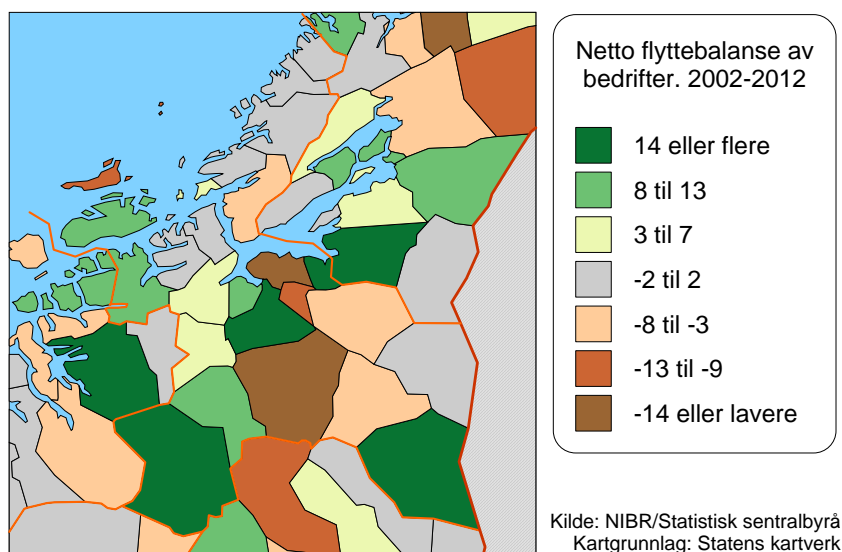 Netto flyttebalanse av
bedrifter. 2002-2012
14 eller flere
8 til 13
3 til 7
-2 til 2
-8 til -3
-13 til -9
-14 eller lavere
Kilde: NIBR/Statistisk sentralbyrå
Kartgrunnlag: Statens kartverk